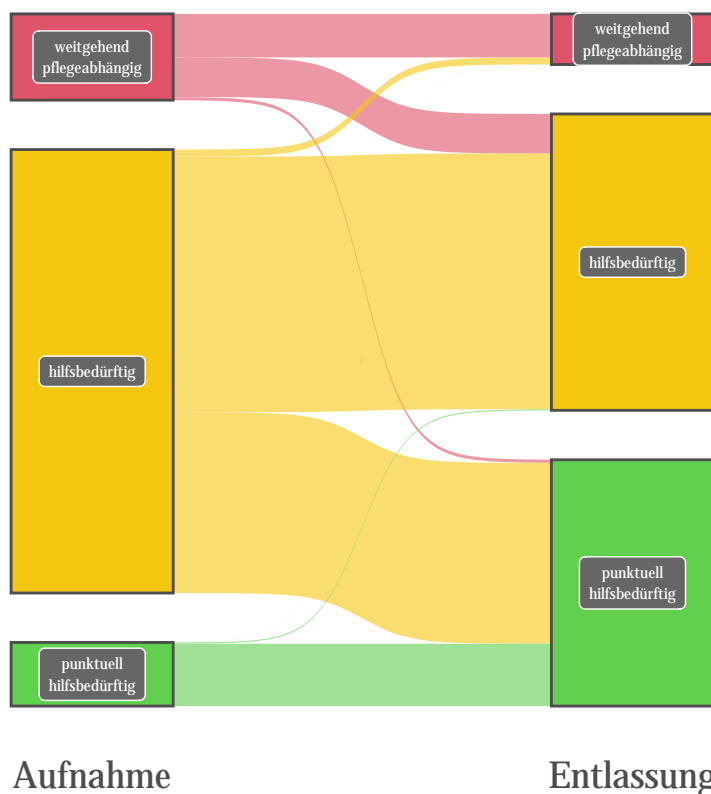 weitgehend
pflegeabhängig
hilfsbedürftig
punktuell
hilfsbedürftig
weitgehend
pflegeabhängig
hilfsbedürftig
punktuell
hilfsbedürftig
Aufnahme
Entlassung